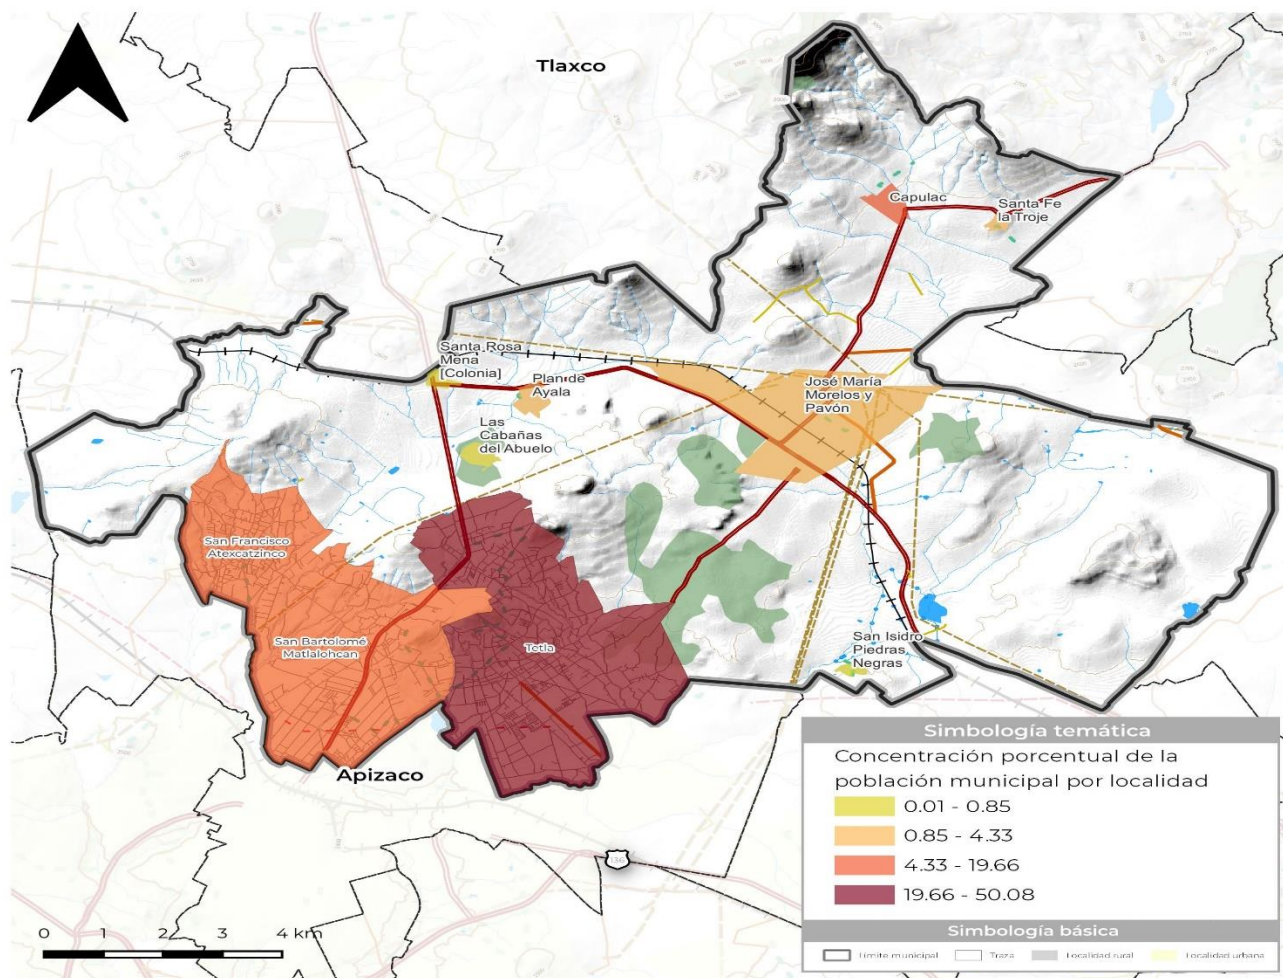 Tlaxco
Capulac
Santa Fe
la Troje
Santa Rosa
Mena
[Colonia]
Plan de
Ayala
José María
Morelos y
Pavón
Las
Cabañas
del Abuelo
San Francisco
Atexcatzinco
San Bartolomé
Matlalohcan
Tetla
San Isidro
Piedras
Negras
Apizaco
136
0 1 2 3 4 km
Simbología temática
Concentración porcentual de la
población municipal por localidad
0.01 - 0.85
0.85 - 4.33
4.33 - 19.66
19.66 - 50.08
Simbología básica
Límite municipal Traza Localidad rural Localidad urbana